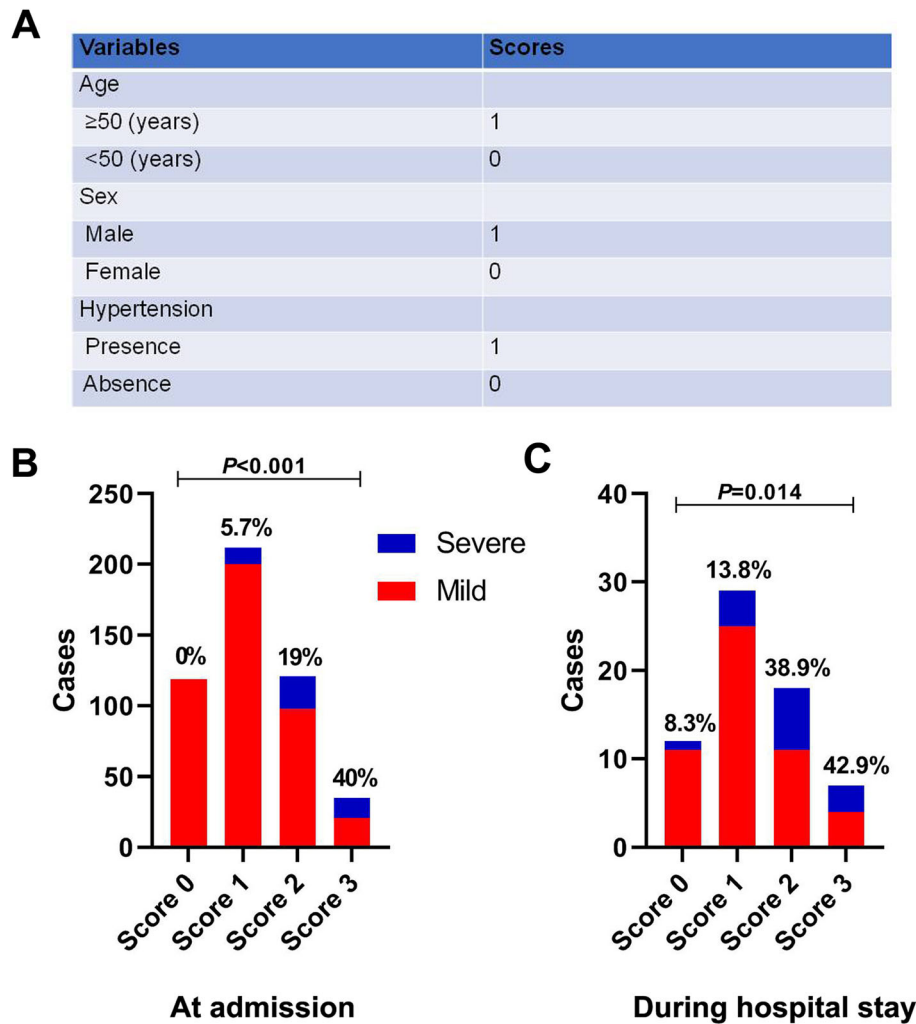 A
Variables Scores
Age
≥50 (years) 1
<50 (years) 0
Sex
Male 1
Female 0
Hypertension
Presence 1
Absence 0
B
P<0.001
250
200
150
100
50
0
Cases
0%
5.7%
19%
40%
Score 0
Score 1
Score 2
Score 3
At admission
Severe
Mild
C
P=0.014
40
30
20
10
0
Cases
8.3%
13.8%
38.9%
42.9%
Score 0
Score 1
Score 2
Score 3
During hospital stay